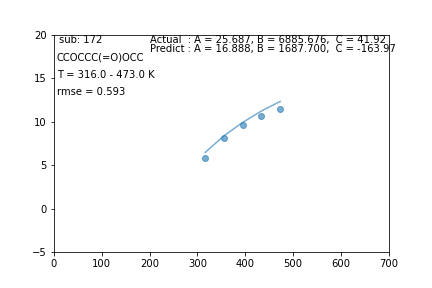 sub: 172
Actual : A = 25.687, B = 6885.676, C = 41.92
Predict : A = 16.888, B = 1687.700, C = -163.97
CCOCCC(=O)OCC
T = 316.0 - 473.0 K
rmse = 0.593
20
15
10
5
0
−5
0 100 200 300 400 500 600 700